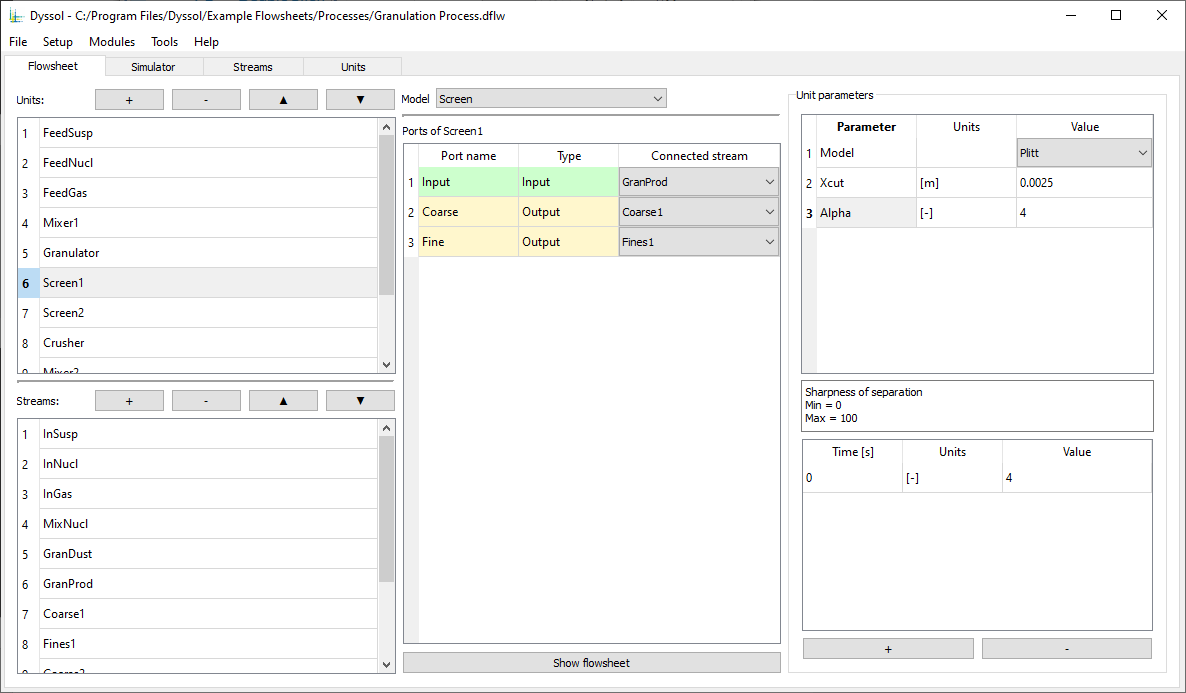 Dyssol - C:/Program Files/Dyssol/Example Flowsheets/Processes/Granulation Process.dflw
File Setup Modules Tools Help
Flowsheet Simulator Streams Units
Units: + - ▲ ▼
1 FeedSusp
2 FeedNucl
3 FeedGas
4 Mixer1
5 Granulator
6 Screen1
7 Screen2
8 Crusher
9 Mixer2
Streams: + - ▲ ▼
1 InSusp
2 InNucl
3 InGas
4 MixNucl
5 GranDust
6 GranProd
7 Coarse1
8 Fines1
9 Coarse2
Model Screen
Ports of Screen1
Port name Type Connected stream
1 Input Input GranProd
2 Coarse Output Coarse1
3 Fine Output Fines1
Show flowsheet
Unit parameters
Parameter Units Value
1 Model Plitt
2 Xcut [m] 0.0025
3 Alpha [-] 4
Sharpness of separation
Min = 0
Max = 100
Time [s] Units Value
0 [-] 4
+ -